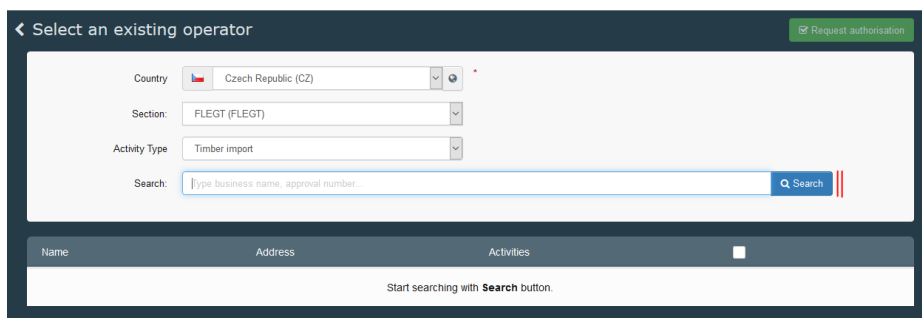 Select an existing operator
Request authorisation
Country Czech Republic (CZ) *
Section: FLEGT (FLEGT)
Activity Type Timber import
Search: Type business name, approval number... Search
Name Address Activities
Start searching with Search button.